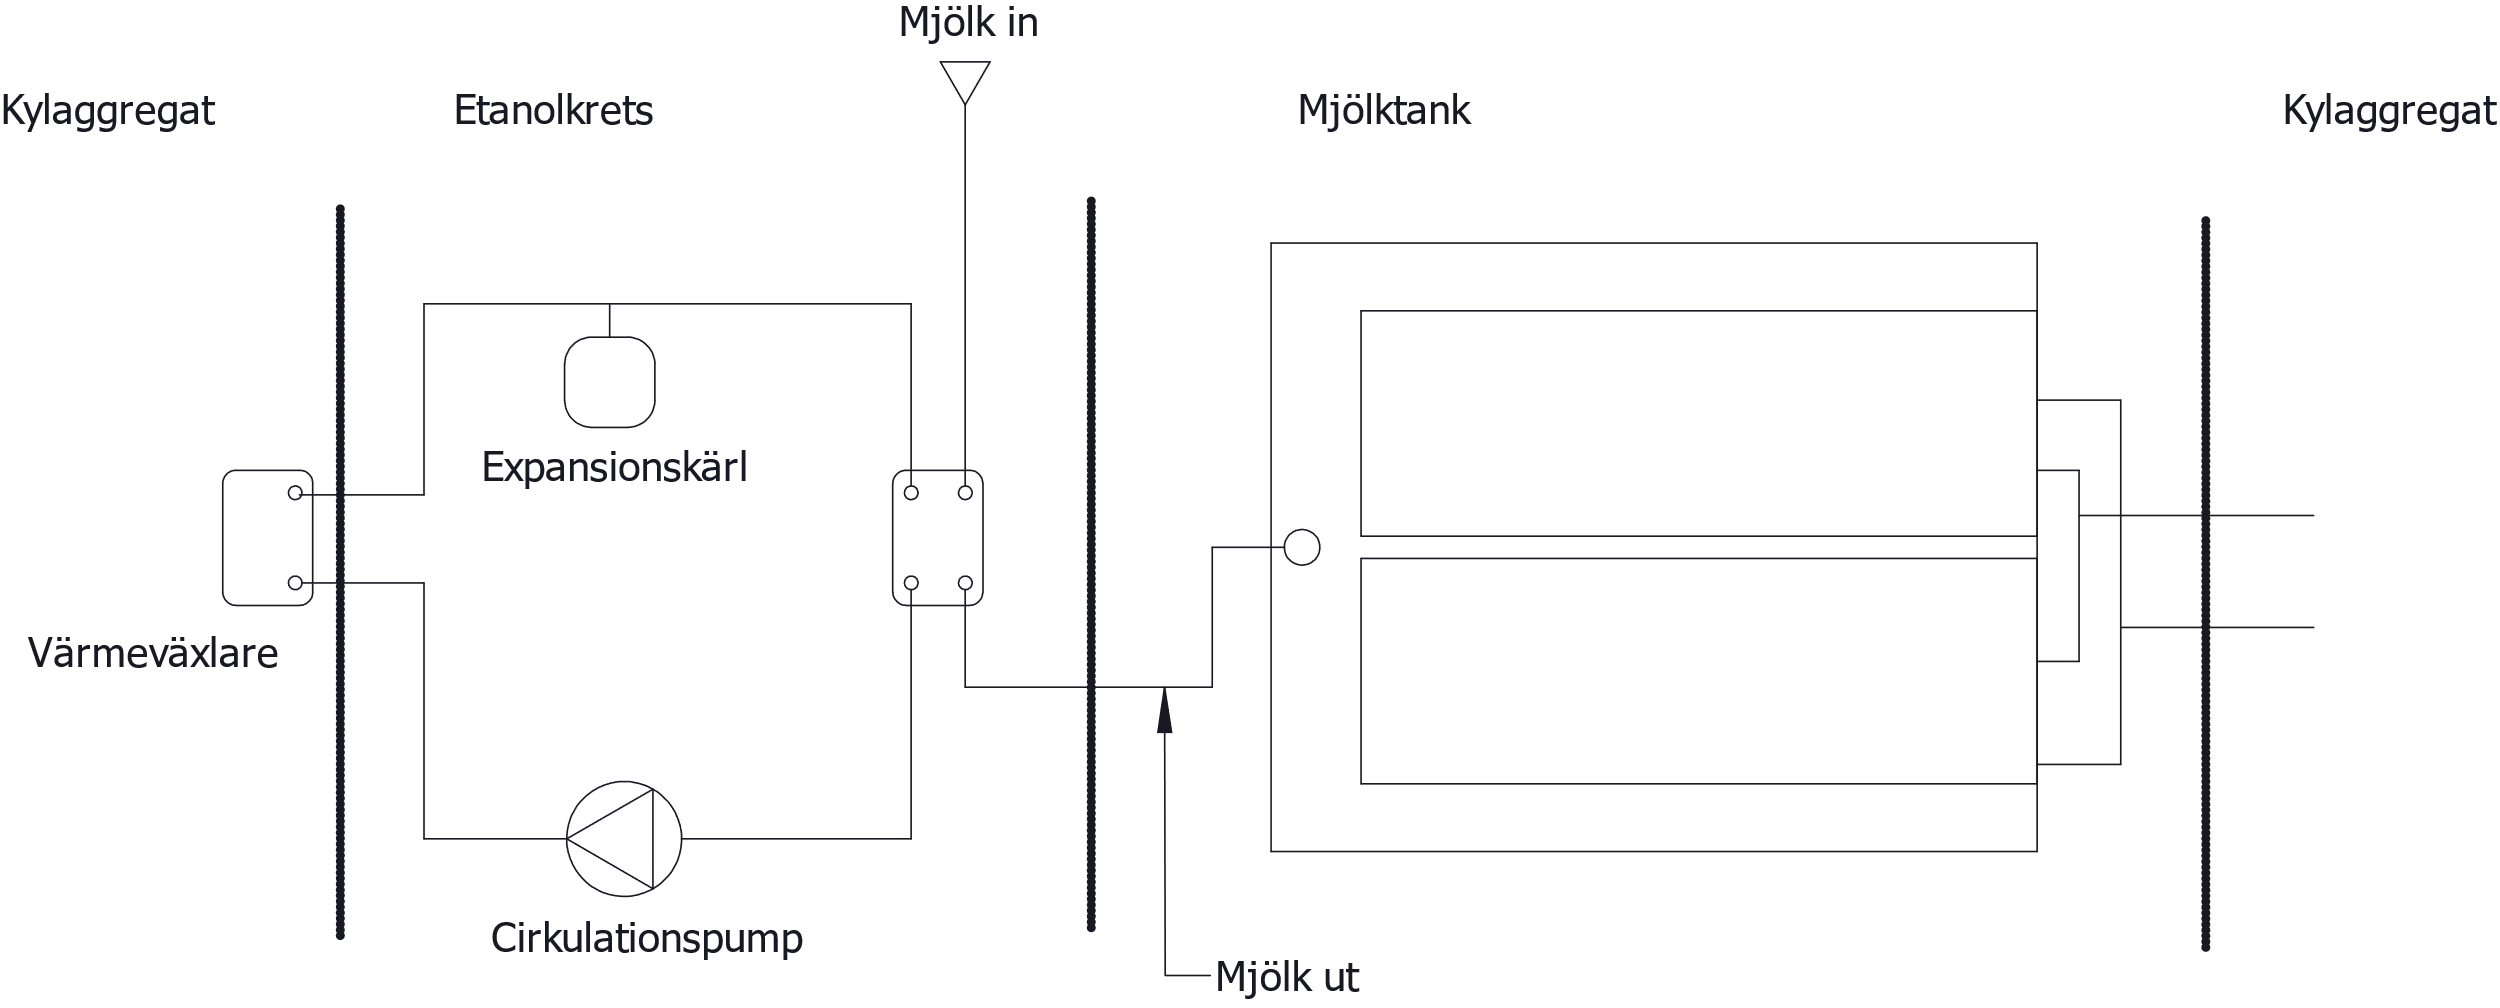 Mjölk in
Kylaggregat
Etanolkrets
Mjölktank
Kylaggregat
Expansionskärl
Värmeväxlare
Cirkulationspump
Mjölk ut